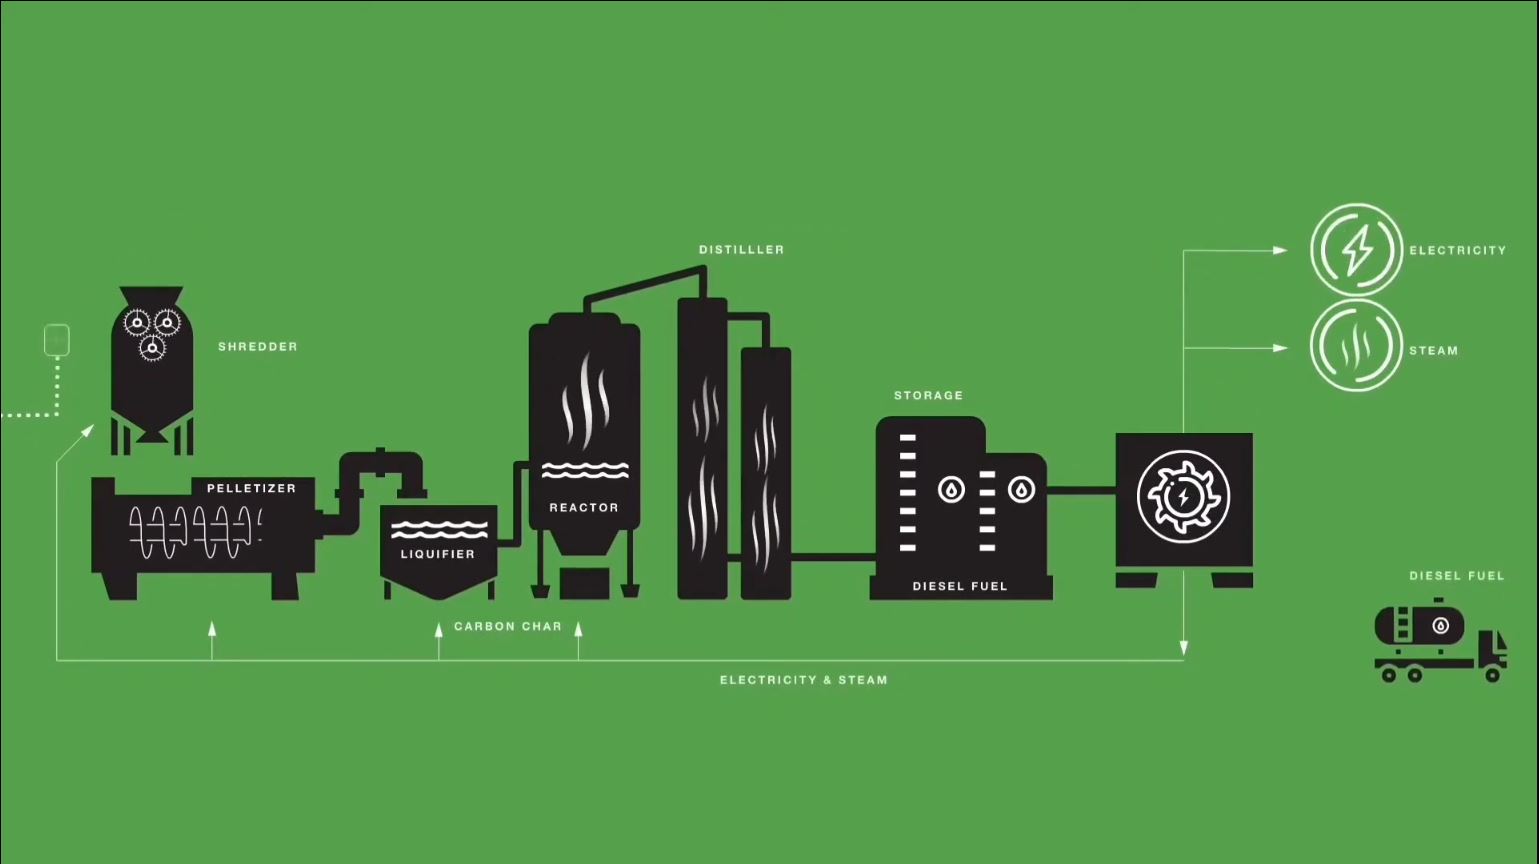 DISTILLLER
ELECTRICITY
SHREDDER
STEAM
STORAGE
PELLETIZER
REACTOR
LIQUIFIER
DIESEL FUEL
DIESEL FUEL
CARBON CHAR
ELECTRICITY & STEAM